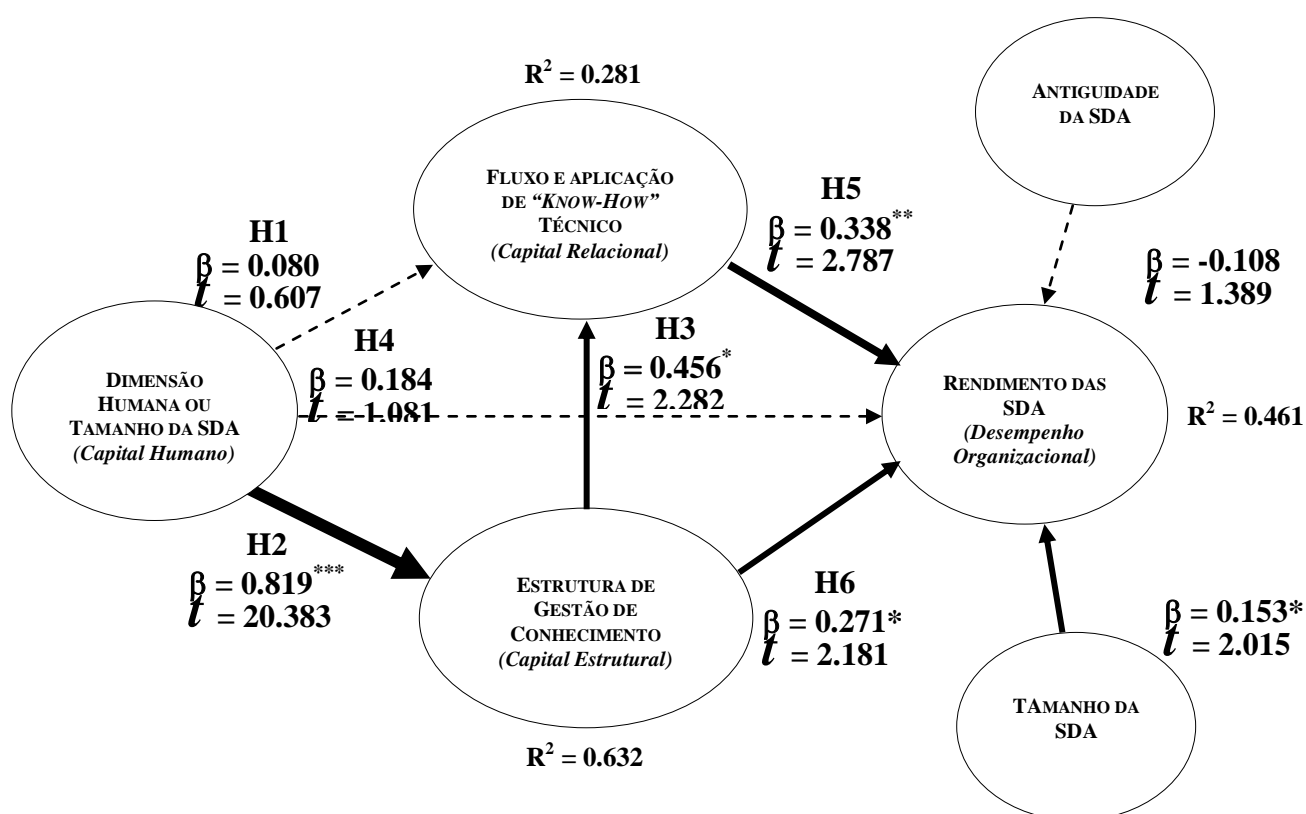 R² = 0.281
ANTIGUIDADE
DA SDA
FLUXO E APLICAÇÃO
DE “KNOW-HOW”
TÉCNICO
(Capital Relacional)
H5
β = 0.338**
t = 2.787
H1
β = 0.080
t = 0.607
β = -0.108
t = 1.389
H4
β = 0.184
t = 1.081
H3
β = 0.456*
t = 2.282
DIMENSÃO
HUMANA OU
TAMANHO DA SDA
(Capital Humano)
RENDIMENTO DAS
SDA
(Desempenho
Organizacional)
R² = 0.461
H2
β = 0.819***
t = 20.383
ESTRUTURA DE
GESTÃO DE
CONHECIMENTO
(Capital Estrutural)
H6
β = 0.271*
t = 2.181
β = 0.153*
t = 2.015
TAMANHO DA
SDA
R² = 0.632